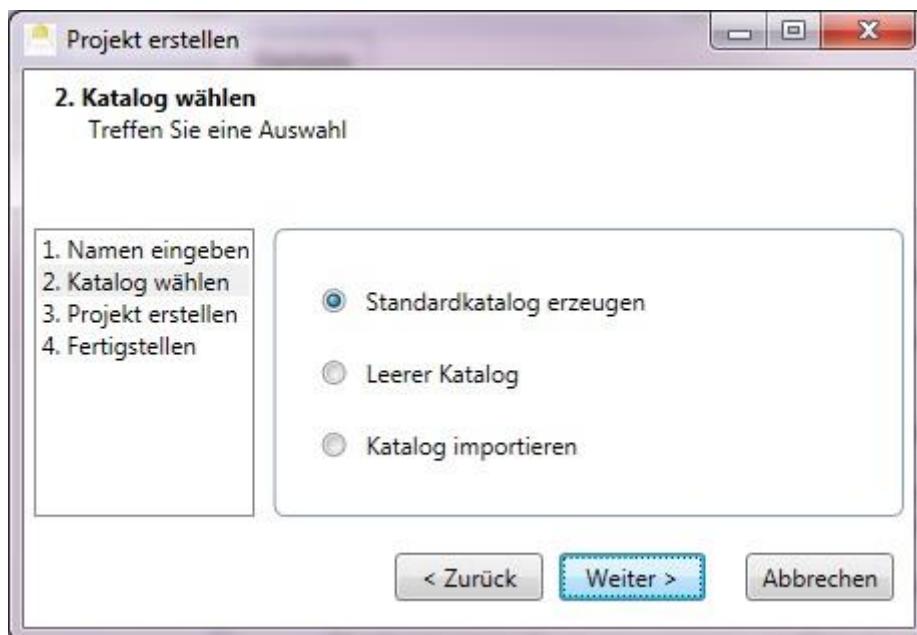 Projekt erstellen
2. Katalog wählen
Treffen Sie eine Auswahl
1. Namen eingeben
2. Katalog wählen
3. Projekt erstellen
4. Fertigstellen
Standardkatalog erzeugen
Leerer Katalog
Katalog importieren
< Zurück
Weiter >
Abbrechen